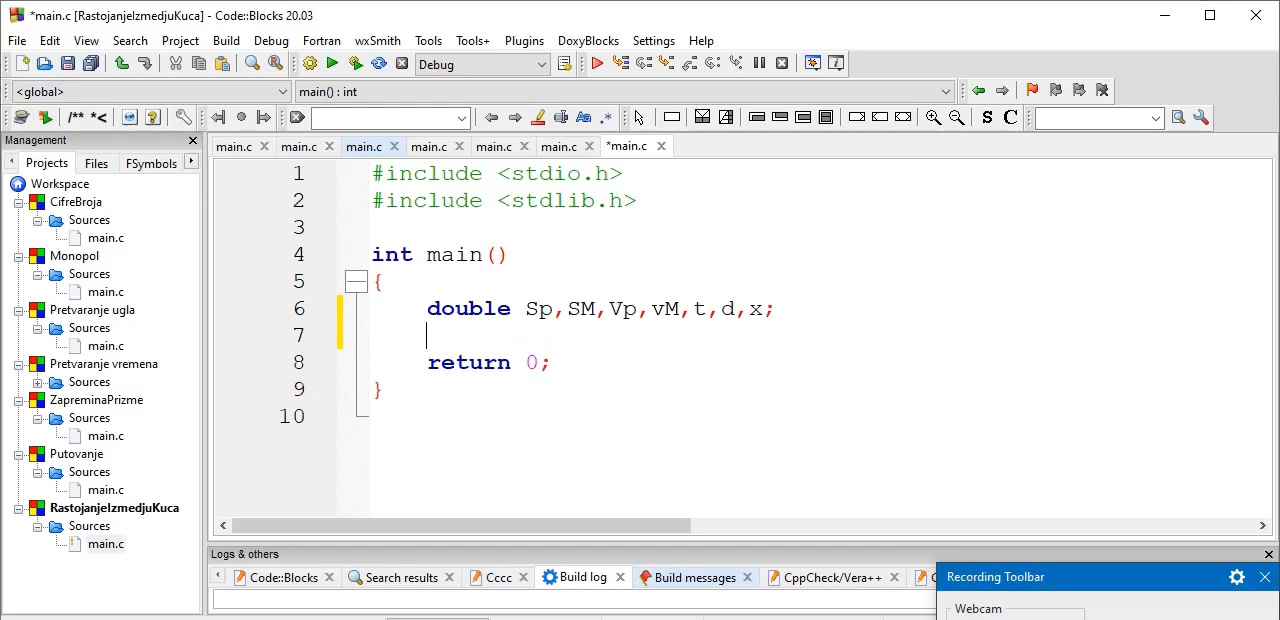 *main.c [RastojanjeIzmedjuKuca] - Code::Blocks 20.03
File Edit View Search Project Build Debug Fortran wxSmith Tools Tools+ Plugins DoxyBlocks Settings Help
Debug
<global> main() : int
/** *< S C
Management
Projects Files FSymbols
main.c main.c main.c main.c main.c main.c *main.c
Workspace
CifreBroja
Sources
main.c
Monopol
Sources
main.c
Pretvaranje ugla
Sources
main.c
Pretvaranje vremena
Sources
ZapreminaPrizme
Sources
main.c
Putovanje
Sources
main.c
RastojanjeIzmedjuKuca
Sources
main.c
1 #include <stdio.h>
2 #include <stdlib.h>
3
4 int main()
5 {
6 double Sp,SM,Vp,vM,t,d,x;
7
8 return 0;
9 }
10
Logs & others
Code::Blocks Search results Cccc Build log Build messages CppCheck/Vera++
Recording Toolbar
Webcam